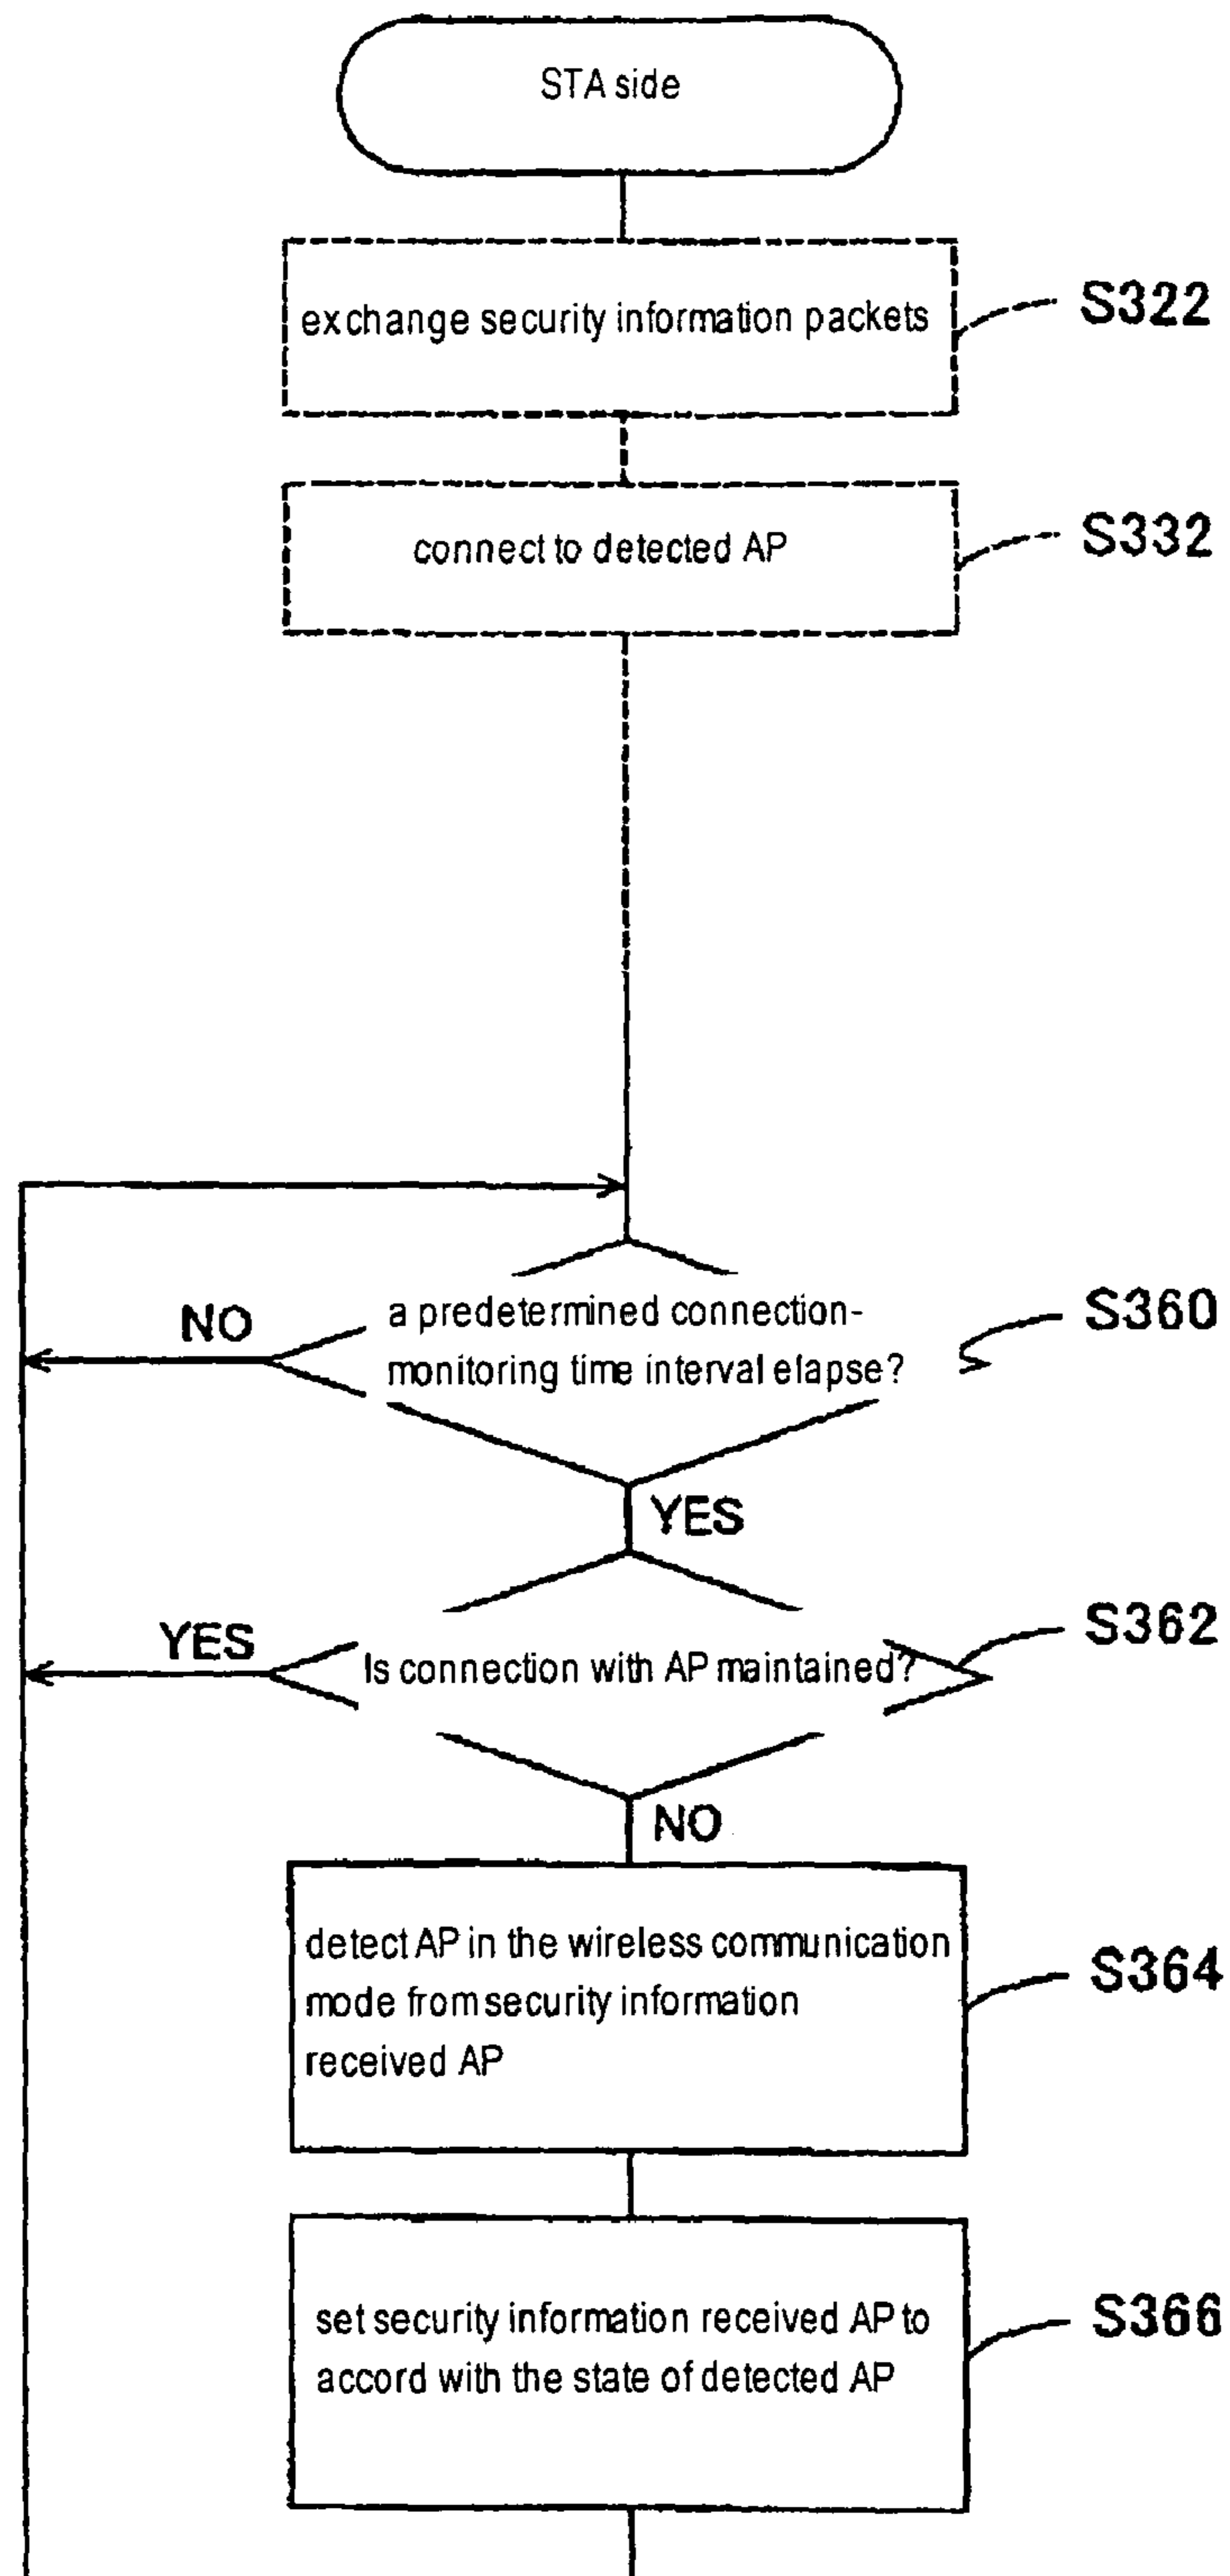 STA side
exchange security information packets
S322
connect to detected AP
S332
a predetermined connection-
monitoring time interval elapse?
NO
S360
YES
Is connection with AP maintained?
YES
S362
NO
detect AP in the wireless communication
mode from security information
received AP
S364
set security information received AP to
accord with the state of detected AP
S366